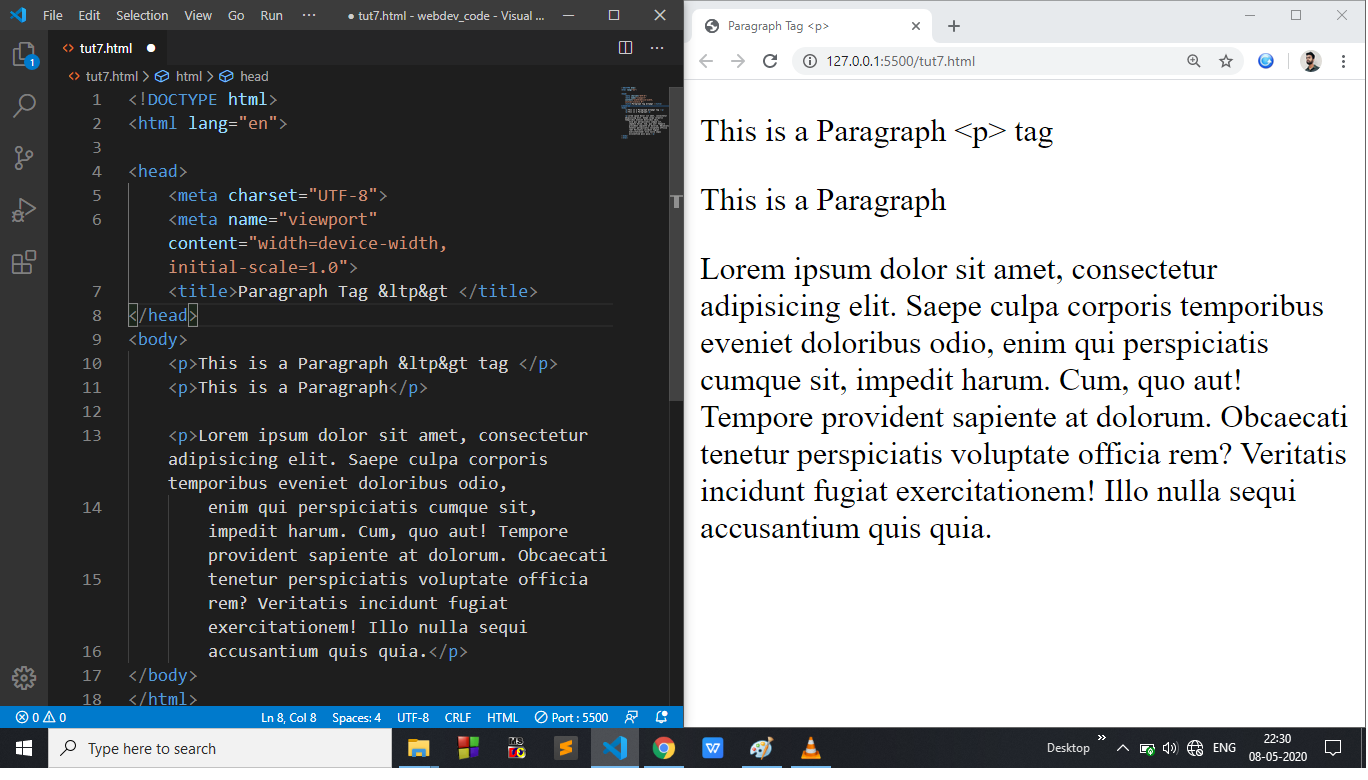 File Edit Selection View Go Run ··· ● tut7.html - webdev_code - Visual ...
tut7.html
tut7.html > html > head
1 <!DOCTYPE html>
2 <html lang="en">
3
4 <head>
5 <meta charset="UTF-8">
6 <meta name="viewport"
content="width=device-width,
initial-scale=1.0">
7 <title>Paragraph Tag &ltp&gt </title>
8 </head>
9 <body>
10 <p>This is a Paragraph &ltp&gt tag </p>
11 <p>This is a Paragraph</p>
12
13 <p>Lorem ipsum dolor sit amet, consectetur
adipisicing elit. Saepe culpa corporis
temporibus eveniet doloribus odio,
14 enim qui perspiciatis cumque sit,
impedit harum. Cum, quo aut! Tempore
provident sapiente at dolorum. Obcaecati
15 tenetur perspiciatis voluptate officia
rem? Veritatis incidunt fugiat
exercitationem! Illo nulla sequi
16 accusantium quis quia.</p>
17 </body>
18 </html>
1
0 0 Ln 8, Col 8 Spaces: 4 UTF-8 CRLF HTML Port : 5500
Paragraph Tag <p>
127.0.0.1:5500/tut7.html
This is a Paragraph <p> tag
This is a Paragraph
Lorem ipsum dolor sit amet, consectetur
adipisicing elit. Saepe culpa corporis temporibus
eveniet doloribus odio, enim qui perspiciatis
cumque sit, impedit harum. Cum, quo aut!
Tempore provident sapiente at dolorum. Obcaecati
tenetur perspiciatis voluptate officia rem? Veritatis
incidunt fugiat exercitationem! Illo nulla sequi
accusantium quis quia.
Type here to search
Desktop » ENG 22:30
08-05-2020